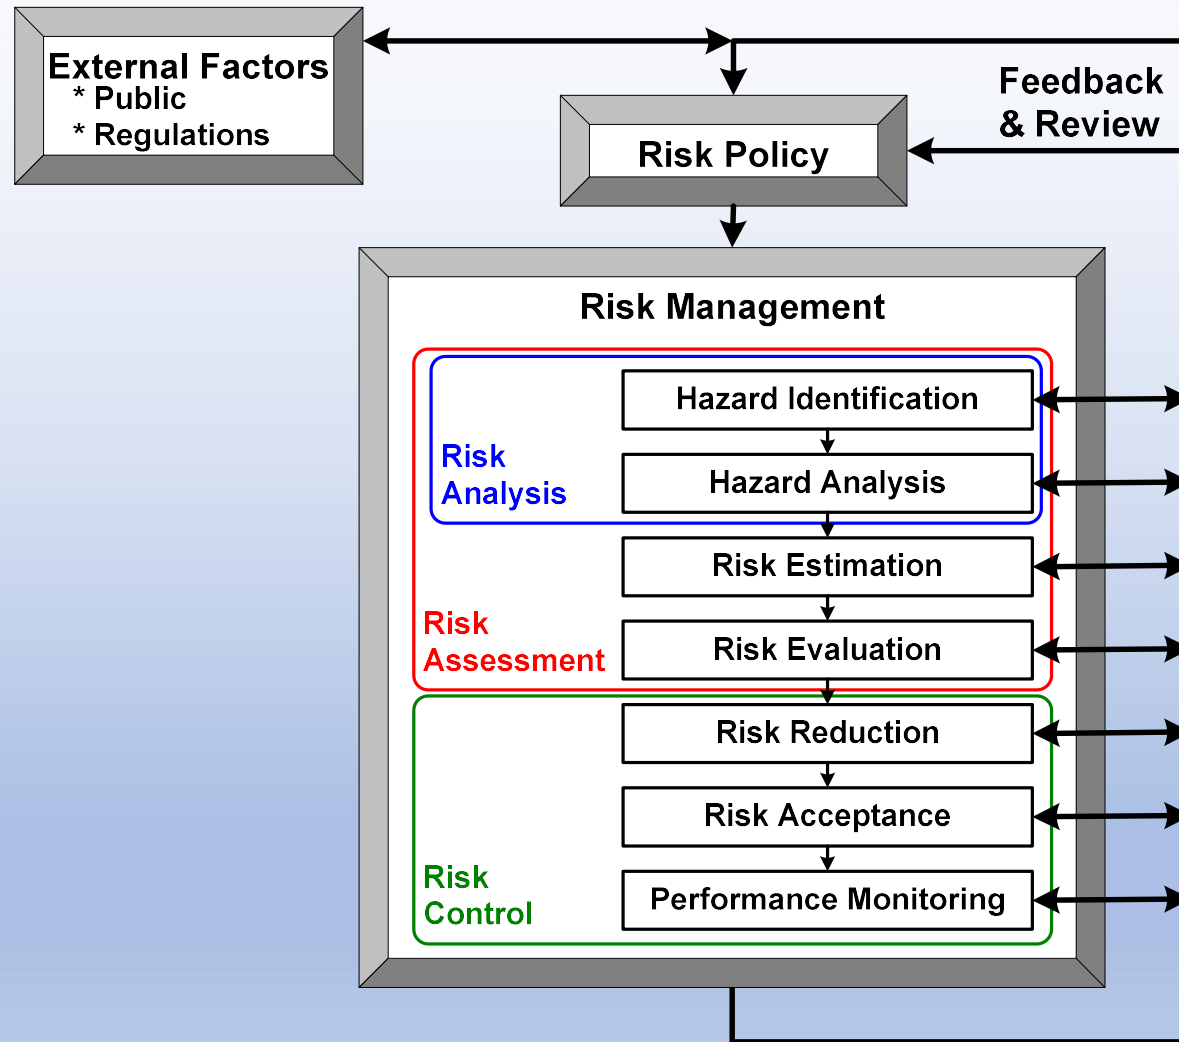 External Factors
* Public
* Regulations
Feedback
& Review
Risk Policy
Risk Management
Hazard Identification
Risk
Analysis
Hazard Analysis
Risk Estimation
Risk
Assessment
Risk Evaluation
Risk Reduction
Risk Acceptance
Risk
Control
Performance Monitoring